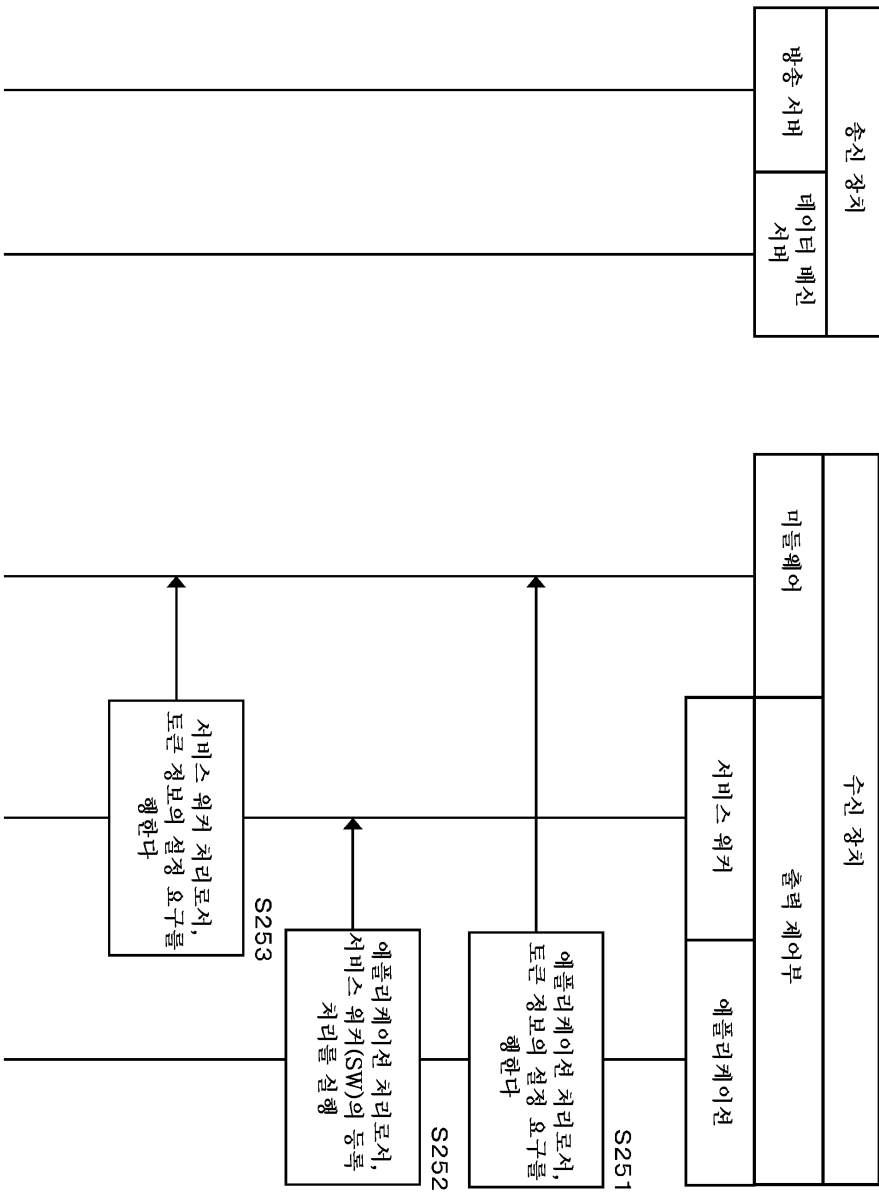 송신 장치
방송 서버
데이터 배신
서버
수신 장치
미들웨어
출력 제어부
서비스 워커
애플리케이션
S251
애플리케이션 처리로서,
토큰 정보의 설정 요구를
행한다
S252
애플리케이션 처리로서,
서비스 워커(SW)의 등록
처리를 실행
S253
서비스 워커 처리로서,
토큰 정보의 설정 요구를
행한다